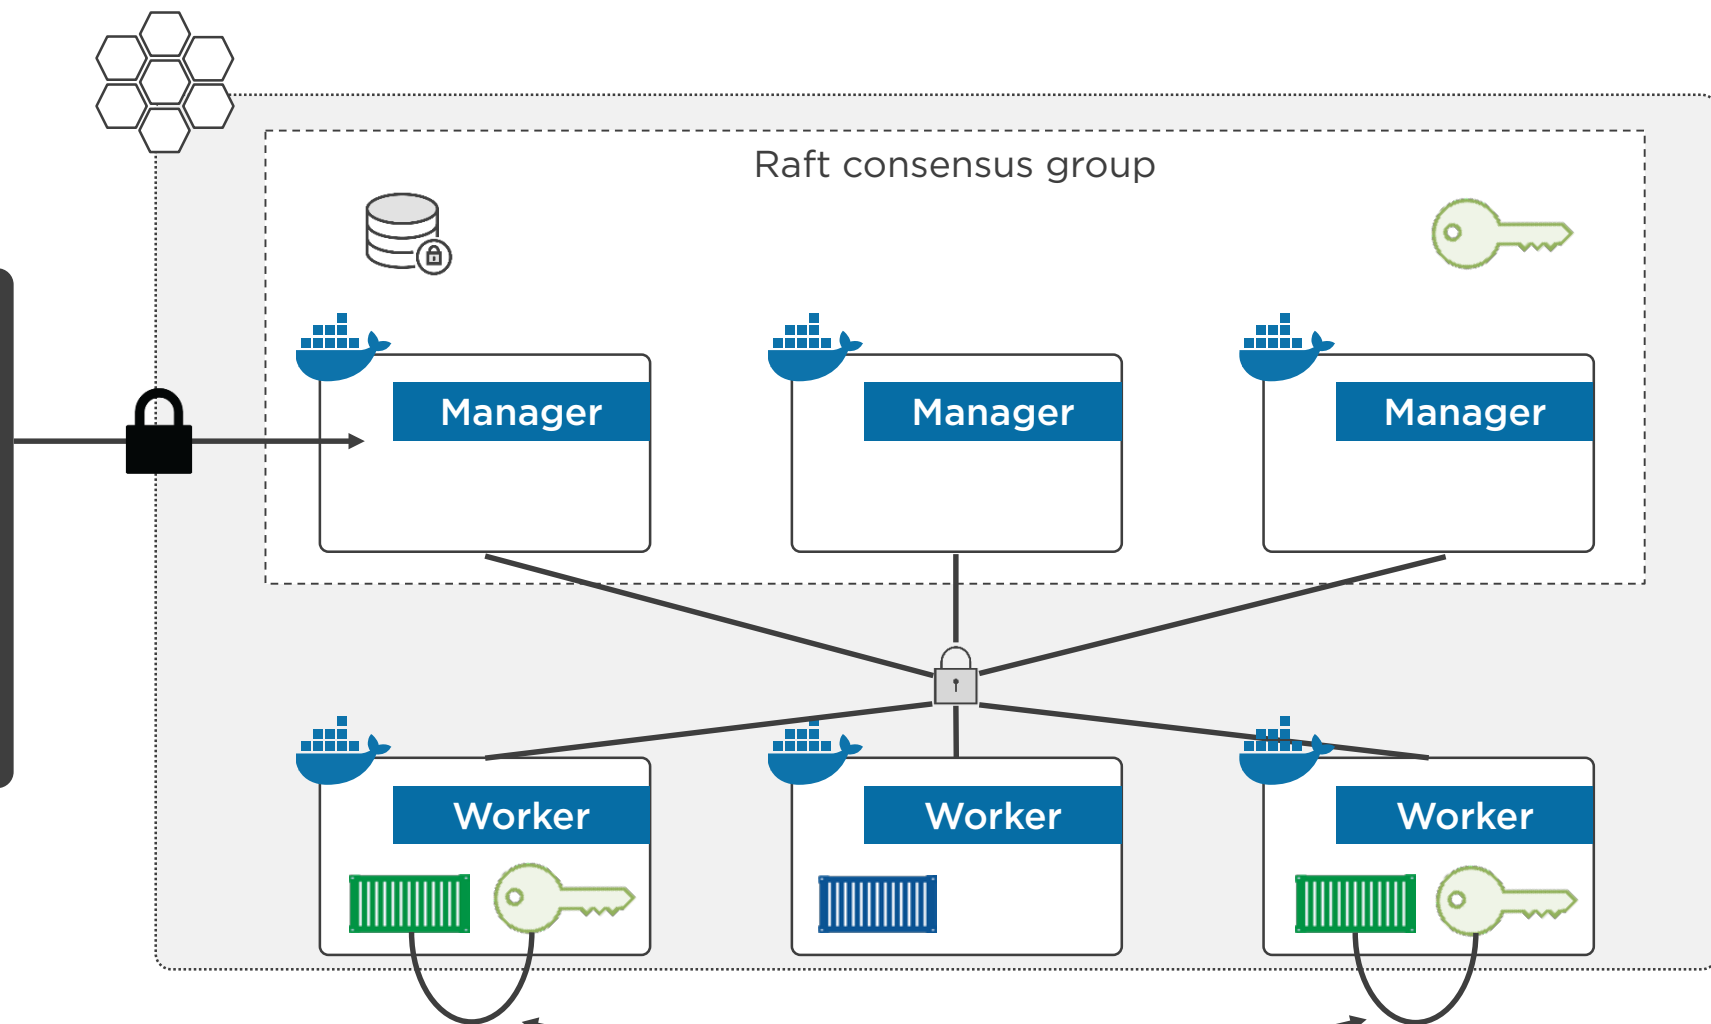 Raft consensus group
Manager
Manager
Manager
Worker
Worker
Worker